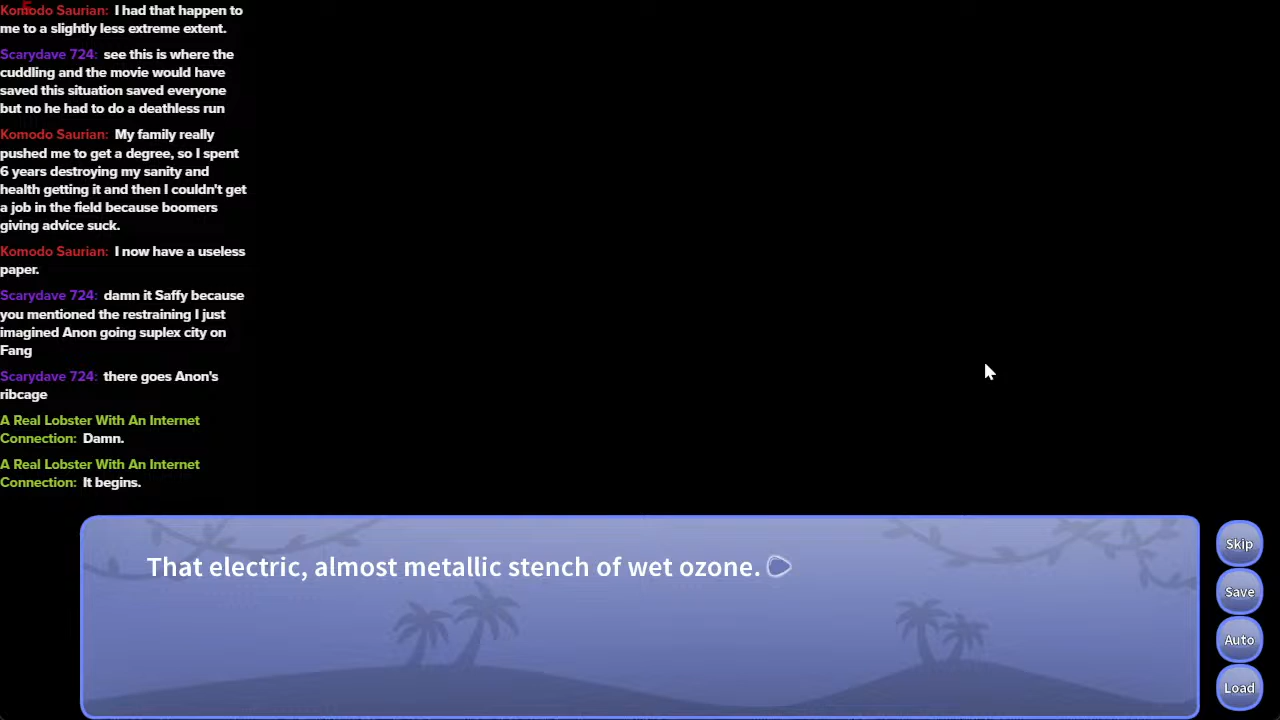 Komodo Saurian: I had that happen to
me to a slightly less extreme extent.
Scarydave 724: see this is where the
cuddling and the movie would have
saved this situation saved everyone
but no he had to do a deathless run
Komodo Saurian: My family really
pushed me to get a degree, so I spent
6 years destroying my sanity and
health getting it and then I couldn't get
a job in the field because boomers
giving advice suck.
Komodo Saurian: I now have a useless
paper.
Scarydave 724: damn it Saffy because
you mentioned the restraining I just
imagined Anon going suplex city on
Fang
Scarydave 724: there goes Anon's
ribcage
A Real Lobster With An Internet
Connection: Damn.
A Real Lobster With An Internet
Connection: It begins.
That electric, almost metallic stench of wet ozone.
Skip
Save
Auto
Load